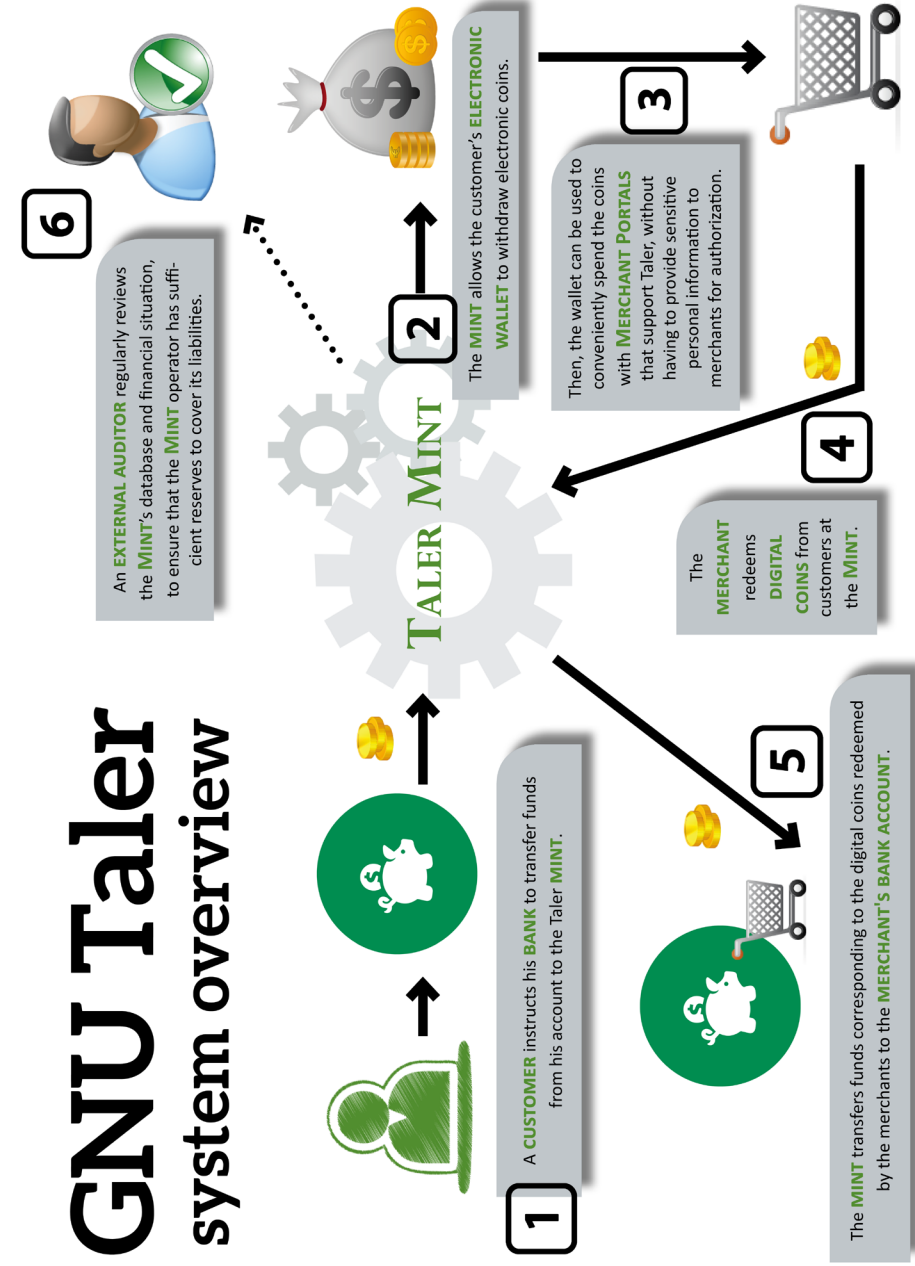 GNU Taler
system overview
1
A CUSTOMER instructs his BANK to transfer funds
from his account to the Taler MINT.
TALER MINT
2
The MINT allows the customer's ELECTRONIC
WALLET to withdraw electronic coins.
3
Then, the wallet can be used to
conveniently spend the coins
with MERCHANT PORTALS
that support Taler, without
having to provide sensitive
personal information to
merchants for authorization.
4
The
MERCHANT
redeems
DIGITAL
COINS from
customers at
the MINT.
5
The MINT transfers funds corresponding to the digital coins redeemed
by the merchants to the MERCHANT'S BANK ACCOUNT.
6
An EXTERNAL AUDITOR regularly reviews
the MINT's database and financial situation,
to ensure that the MINT operator has suffi-
cient reserves to cover its liabilities.